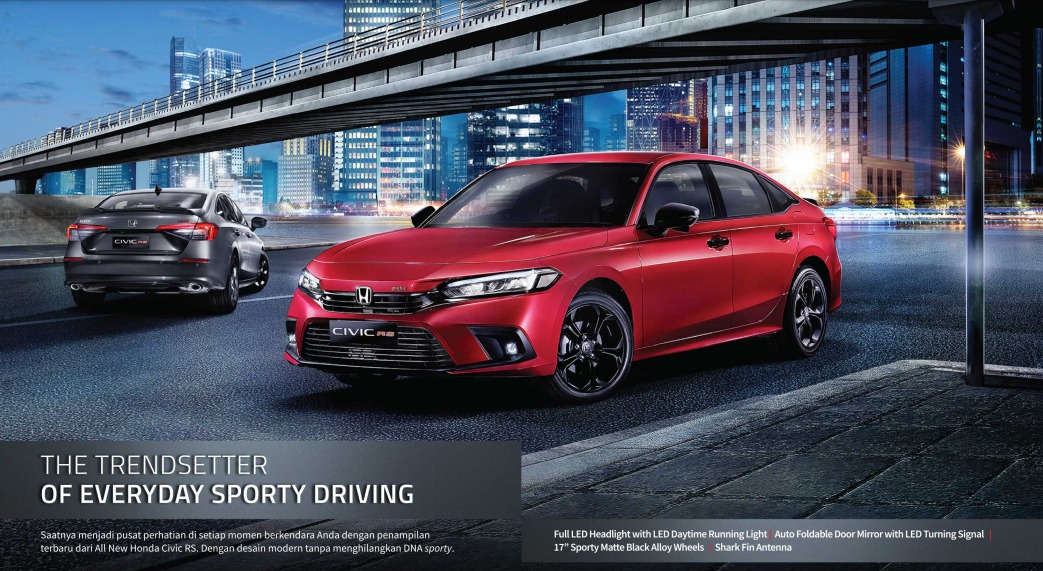 CIVIC RS
RS
CIVIC RS
THE TRENDSETTER
OF EVERYDAY SPORTY DRIVING
Saatnya menjadi pusat perhatian di setiap momen berkendara Anda dengan penampilan
terbaru dari All New Honda Civic RS. Dengan desain modern tanpa menghilangkan DNA sporty.
Full LED Headlight with LED Daytime Running Light | Auto Foldable Door Mirror with LED Turning Signal |
17" Sporty Matte Black Alloy Wheels | Shark Fin Antenna